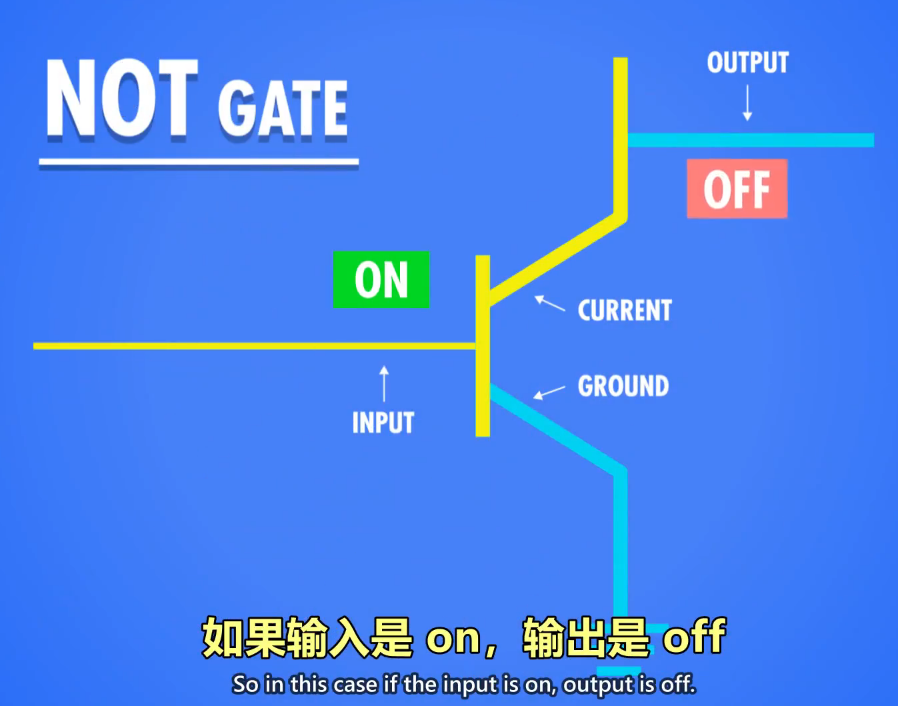 NOT GATE
OUTPUT
OFF
ON
CURRENT
GROUND
INPUT
如果输入是 on，输出是 off
So in this case if the input is on, output is off.